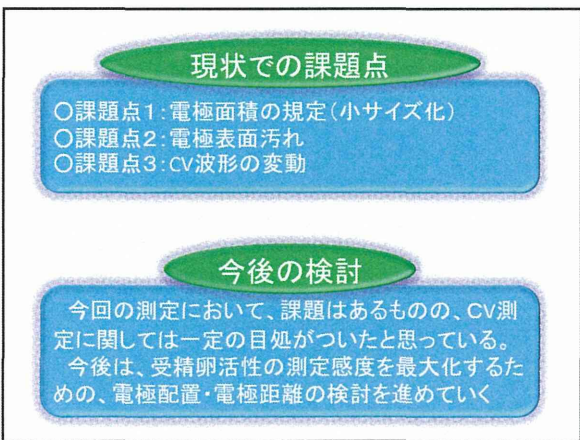 現状での課題点
〇課題点1:電極面積の規定(小サイズ化)
〇課題点2:電極表面汚れ
〇課題点3:CV波形の変動
今後の検討
今回の測定において、課題はあるものの、CV測
定に関しては一定の目処がついたと思っている。
今後は、受精卵活性の測定感度を最大化するた
めの、電極配置・電極距離の検討を進めていく